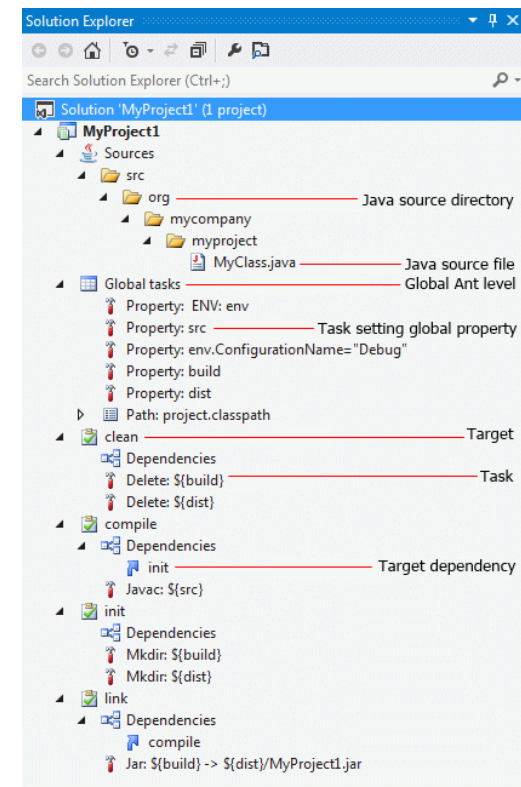 Solution Explorer
Search Solution Explorer (Ctrl+;)
Solution 'MyProject1' (1 project)
MyProject1
Sources
src
org Java source directory
mycompany
myproject
MyClass.java Java source file
Global tasks Global Ant level
Property: ENV: env
Property: src Task setting global property
Property: env.ConfigurationName="Debug"
Property: build
Property: dist
Path: project.classpath
clean Target
Dependencies
Delete: ${build} Task
Delete: ${dist}
compile
Dependencies
init Target dependency
Javac: ${src}
init
Dependencies
Mkdir: ${build}
Mkdir: ${dist}
link
Dependencies
compile
Jar: ${build} -> ${dist}/MyProject1.jar